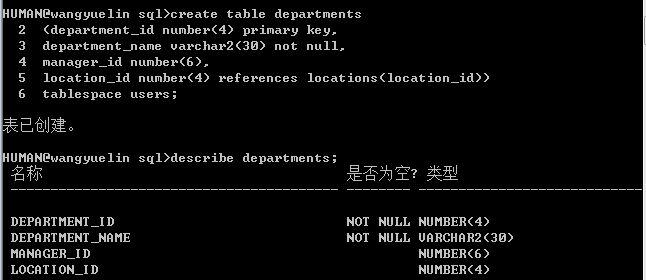 HUMAN@wangyuelin sql>create table departments
2 (department_id number(4) primary key,
3 department_name varchar2(30) not null,
4 manager_id number(6),
5 location_id number(4) references locations(location_id))
6 tablespace users;
表已创建。
HUMAN@wangyuelin sql>describe departments;
名称 是否为空? 类型
----------------------------------------- -------- ----------------------------
DEPARTMENT_ID NOT NULL NUMBER(4)
DEPARTMENT_NAME NOT NULL VARCHAR2(30)
MANAGER_ID NUMBER(6)
LOCATION_ID NUMBER(4)